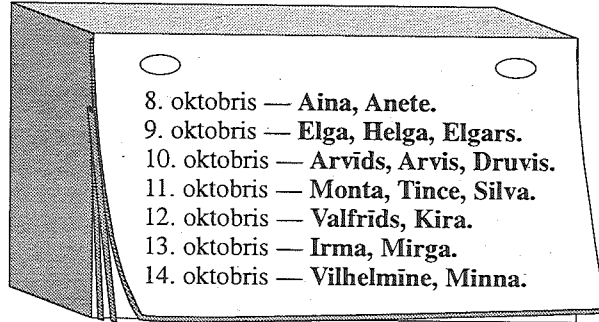 8. oktobris — Aina, Anete.
9. oktobris — Elga, Helga, Elgars.
10. oktobris — Arvīds, Arvis, Druvis.
11. oktobris — Monta, Tince, Silva.
12. oktobris — Valfrīds, Kira.
13. oktobris — Irma, Mirga.
14. oktobris — Vilhelmīne, Minna.